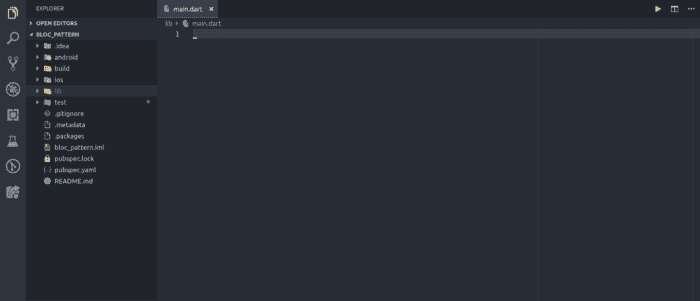 EXPLORER
OPEN EDITORS
BLOC_PATTERN
.idea
android
build
ios
lib
test
.gitignore
.metadata
.packages
bloc_pattern.iml
pubspec.lock
pubspec.yaml
README.md
main.dart
lib main.dart
1